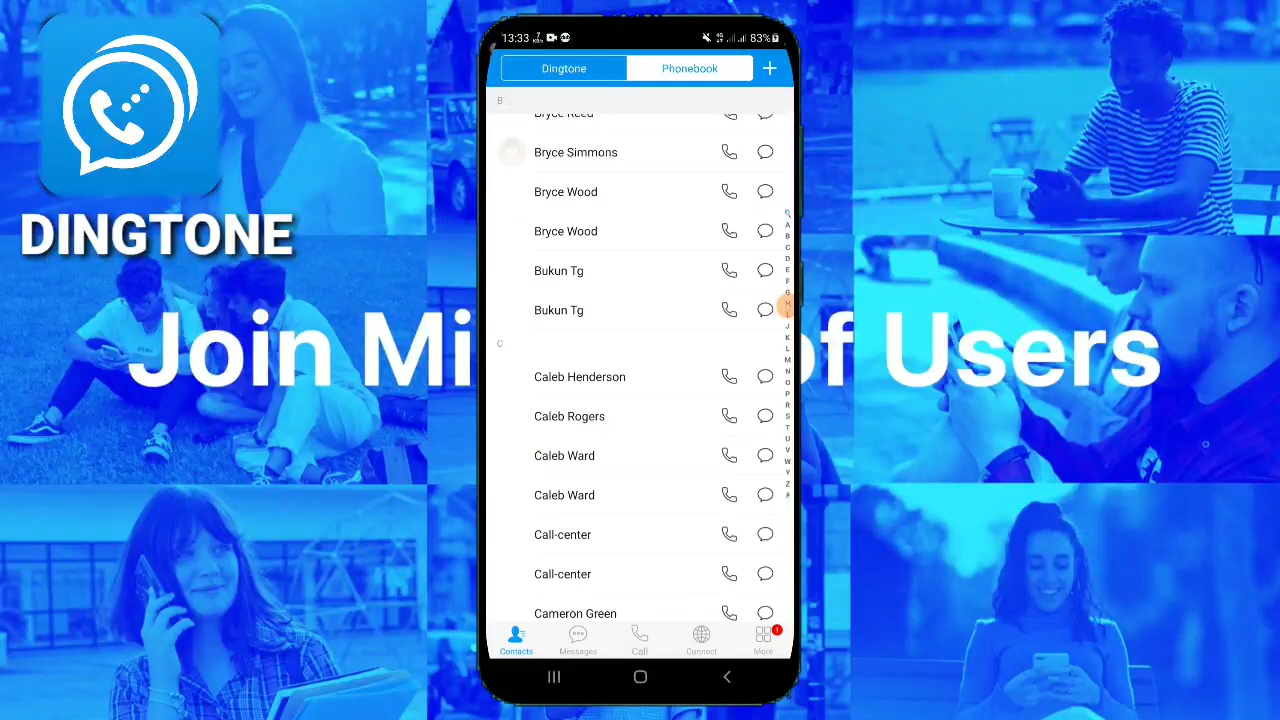 DINGTONE
Join Mi
of Users
13:33
83%
Dingtone
Phonebook
+
B
Bryce Reed
Bryce Simmons
Bryce Wood
Bryce Wood
Bukun Tg
Bukun Tg
C
Caleb Henderson
Caleb Rogers
Caleb Ward
Caleb Ward
Call-center
Call-center
Cameron Green
A
B
C
D
E
F
G
H
I
J
K
L
M
N
O
P
R
S
T
U
V
W
Y
Z
#
Contacts
Messages
Call
Connect
More